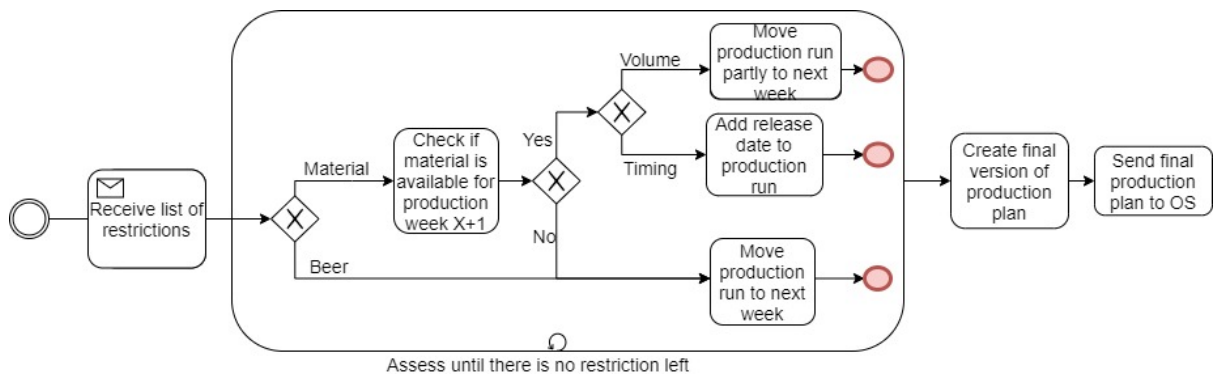 Receive list of
restrictions
Material
Beer
Check if
material is
available for
production
week X+1
Yes
No
Volume
Timing
Move
production run
partly to next
week
Add release
date to
production
run
Move
production
run to next
week
Assess until there is no restriction left
Create final
version of
production
plan
Send final
production
plan to OS